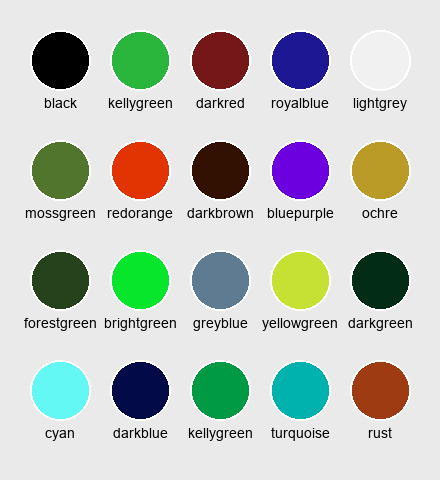 black kellygreen darkred royalblue lightgrey
mossgreen redorange darkbrown bluepurple ochre
forestgreen brightgreen greyblue yellowgreen darkgreen
cyan darkblue kellygreen turquoise rust